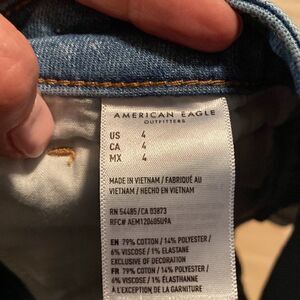 AMERICAN EAGLE
OUTFITTERS
US 4
CA 4
MX 4
MADE IN VIETNAM / FABRIQUÉ AU
VIETNAM / HECHO EN VIETNAM
RN 54485/CA 03873
RFC# AEM120605U9A
EN 79% COTTON / 14% POLYESTER /
6% VISCOSE / 1% ELASTANE
EXCLUSIVE OF DECORATION
FR 79% COTON / 14% POLYESTER /
6% VISCOSE / 1% ÉLASTHANNE
À L'EXCEPTION DE LA GARNITURE